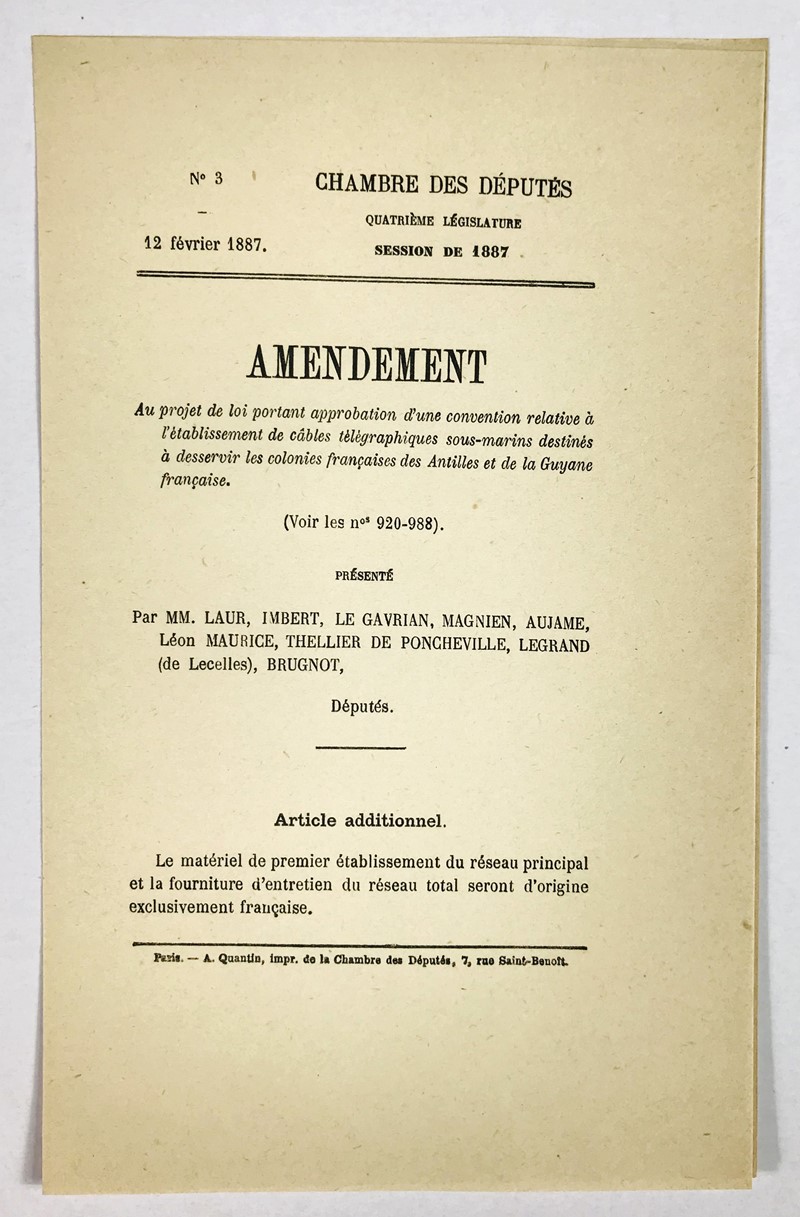 N° 3
CHAMBRE DES DÉPUTÉS
QUATRIÈME LÉGISLATURE
12 février 1887.
SESSION DE 1887
AMENDEMENT
Au projet de loi portant approbation d'une convention relative à
l'établissement de câbles télégraphiques sous-marins destinés
à desservir les colonies françaises des Antilles et de la Guyane
française.
(Voir les nos 920-988).
PRÉSENTÉ
Par MM. LAUR, IMBERT, LE GAVRIAN, MAGNIEN, AUJAME,
Léon MAURICE, THELLIER DE PONCHEVILLE, LEGRAND
(de Lecelles), BRUGNOT,
Députés.
Article additionnel.
Le matériel de premier établissement du réseau principal
et la fourniture d'entretien du réseau total seront d'origine
exclusivement française.
Paris. — A. Quantin, impr. de la Chambre des Députés, 7, rue Saint-Benoît.